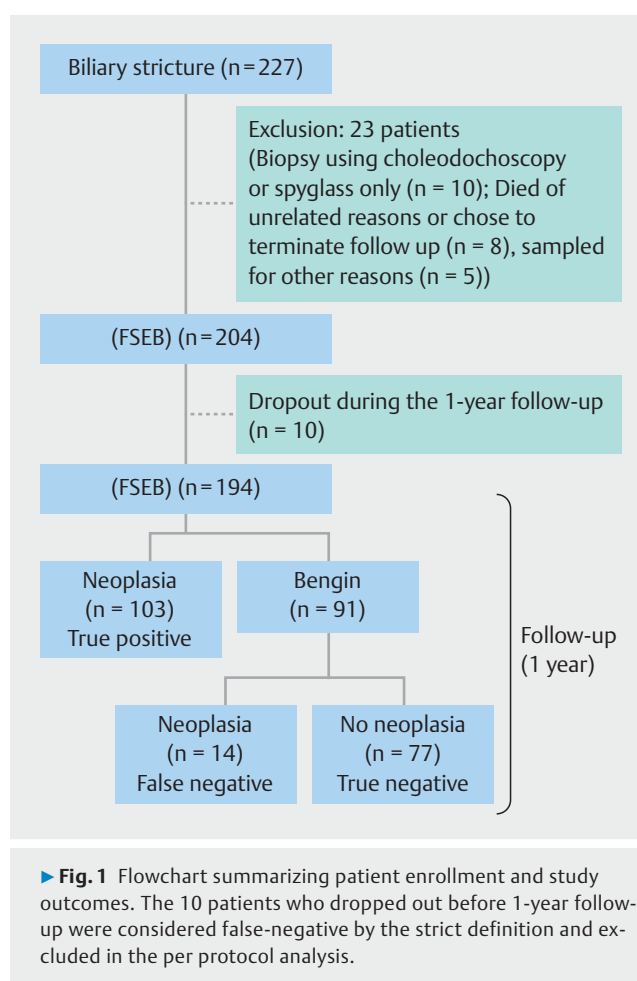 Biliary stricture (n=227)
Exclusion: 23 patients
(Biopsy using choleodochoscopy
or spyglass only (n = 10); Died of
unrelated reasons or chose to
terminate follow up (n = 8), sampled
for other reasons (n = 5))
(FSEB) (n=204)
Dropout during the 1-year follow-up
(n = 10)
(FSEB) (n=194)
Neoplasia
(n = 103)
True positive
Bengin
(n = 91)
Follow-up
(1 year)
Neoplasia
(n = 14)
False negative
No neoplasia
(n = 77)
True negative
▶ Fig. 1 Flowchart summarizing patient enrollment and study
outcomes. The 10 patients who dropped out before 1-year follow-
up were considered false-negative by the strict definition and ex-
cluded in the per protocol analysis.